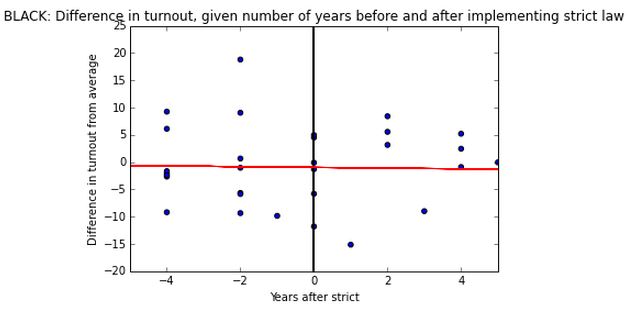 BLACK: Difference in turnout, given number of years before and after implementing strict law
25
20
15
10
5
0
−5
−10
−15
−20
Difference in turnout from average
−4 −2 0 2 4
Years after strict